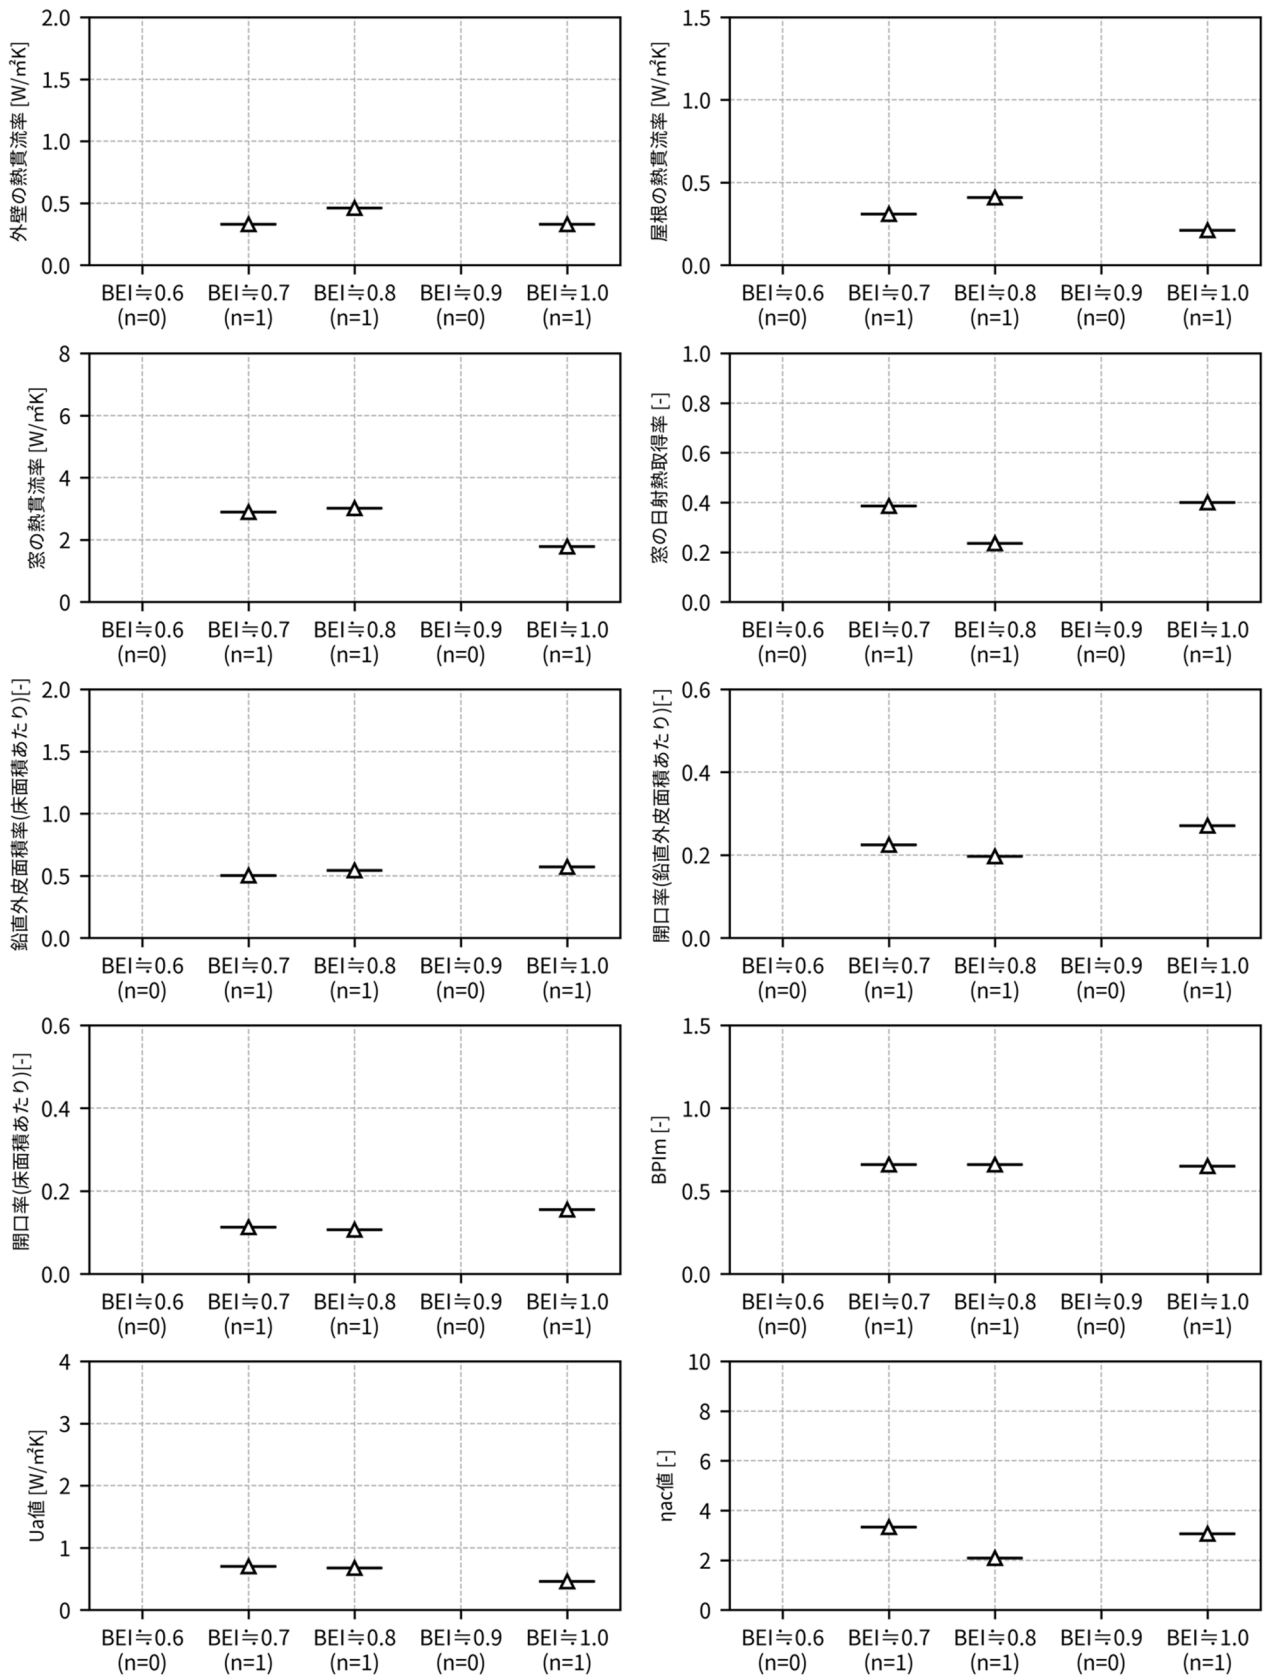 外壁の熱貫流率 [W/㎡K]
2.0
1.5
1.0
0.5
0.0
BEI≒0.6 BEI≒0.7 BEI≒0.8 BEI≒0.9 BEI≒1.0
(n=0) (n=1) (n=1) (n=0) (n=1)
屋根の熱貫流率 [W/㎡K]
1.5
1.0
0.5
0.0
BEI≒0.6 BEI≒0.7 BEI≒0.8 BEI≒0.9 BEI≒1.0
(n=0) (n=1) (n=1) (n=0) (n=1)
窓の熱貫流率 [W/㎡K]
8
6
4
2
0
BEI≒0.6 BEI≒0.7 BEI≒0.8 BEI≒0.9 BEI≒1.0
(n=0) (n=1) (n=1) (n=0) (n=1)
窓の日射熱取得率 [-]
1.0
0.8
0.6
0.4
0.2
0.0
BEI≒0.6 BEI≒0.7 BEI≒0.8 BEI≒0.9 BEI≒1.0
(n=0) (n=1) (n=1) (n=0) (n=1)
鉛直外皮面積率(床面積あたり)[-]
2.0
1.5
1.0
0.5
0.0
BEI≒0.6 BEI≒0.7 BEI≒0.8 BEI≒0.9 BEI≒1.0
(n=0) (n=1) (n=1) (n=0) (n=1)
開口率(鉛直外皮面積あたり)[-]
0.6
0.4
0.2
0.0
BEI≒0.6 BEI≒0.7 BEI≒0.8 BEI≒0.9 BEI≒1.0
(n=0) (n=1) (n=1) (n=0) (n=1)
開口率(床面積あたり)[-]
0.6
0.4
0.2
0.0
BEI≒0.6 BEI≒0.7 BEI≒0.8 BEI≒0.9 BEI≒1.0
(n=0) (n=1) (n=1) (n=0) (n=1)
BPIm [-]
1.5
1.0
0.5
0.0
BEI≒0.6 BEI≒0.7 BEI≒0.8 BEI≒0.9 BEI≒1.0
(n=0) (n=1) (n=1) (n=0) (n=1)
Ua値 [W/㎡K]
4
3
2
1
0
BEI≒0.6 BEI≒0.7 BEI≒0.8 BEI≒0.9 BEI≒1.0
(n=0) (n=1) (n=1) (n=0) (n=1)
ηac値 [-]
10
8
6
4
2
0
BEI≒0.6 BEI≒0.7 BEI≒0.8 BEI≒0.9 BEI≒1.0
(n=0) (n=1) (n=1) (n=0) (n=1)